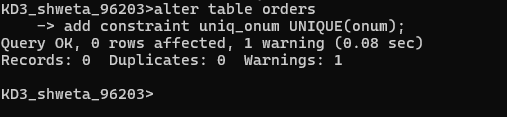 KD3_shweta_96203>alter table orders
    -> add constraint uniq_onum UNIQUE(onum);
Query OK, 0 rows affected, 1 warning (0.08 sec)
Records: 0  Duplicates: 0  Warnings: 1
KD3_shweta_96203>